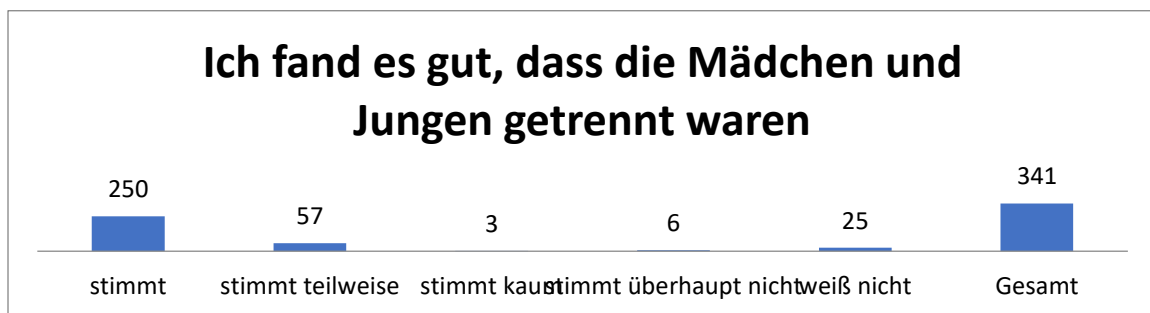 Ich fand es gut, dass die Mädchen und
Jungen getrennt waren
250 57 3 6 25 341
stimmt stimmt teilweise stimmt kaum stimmt überhaupt nicht weiß nicht Gesamt